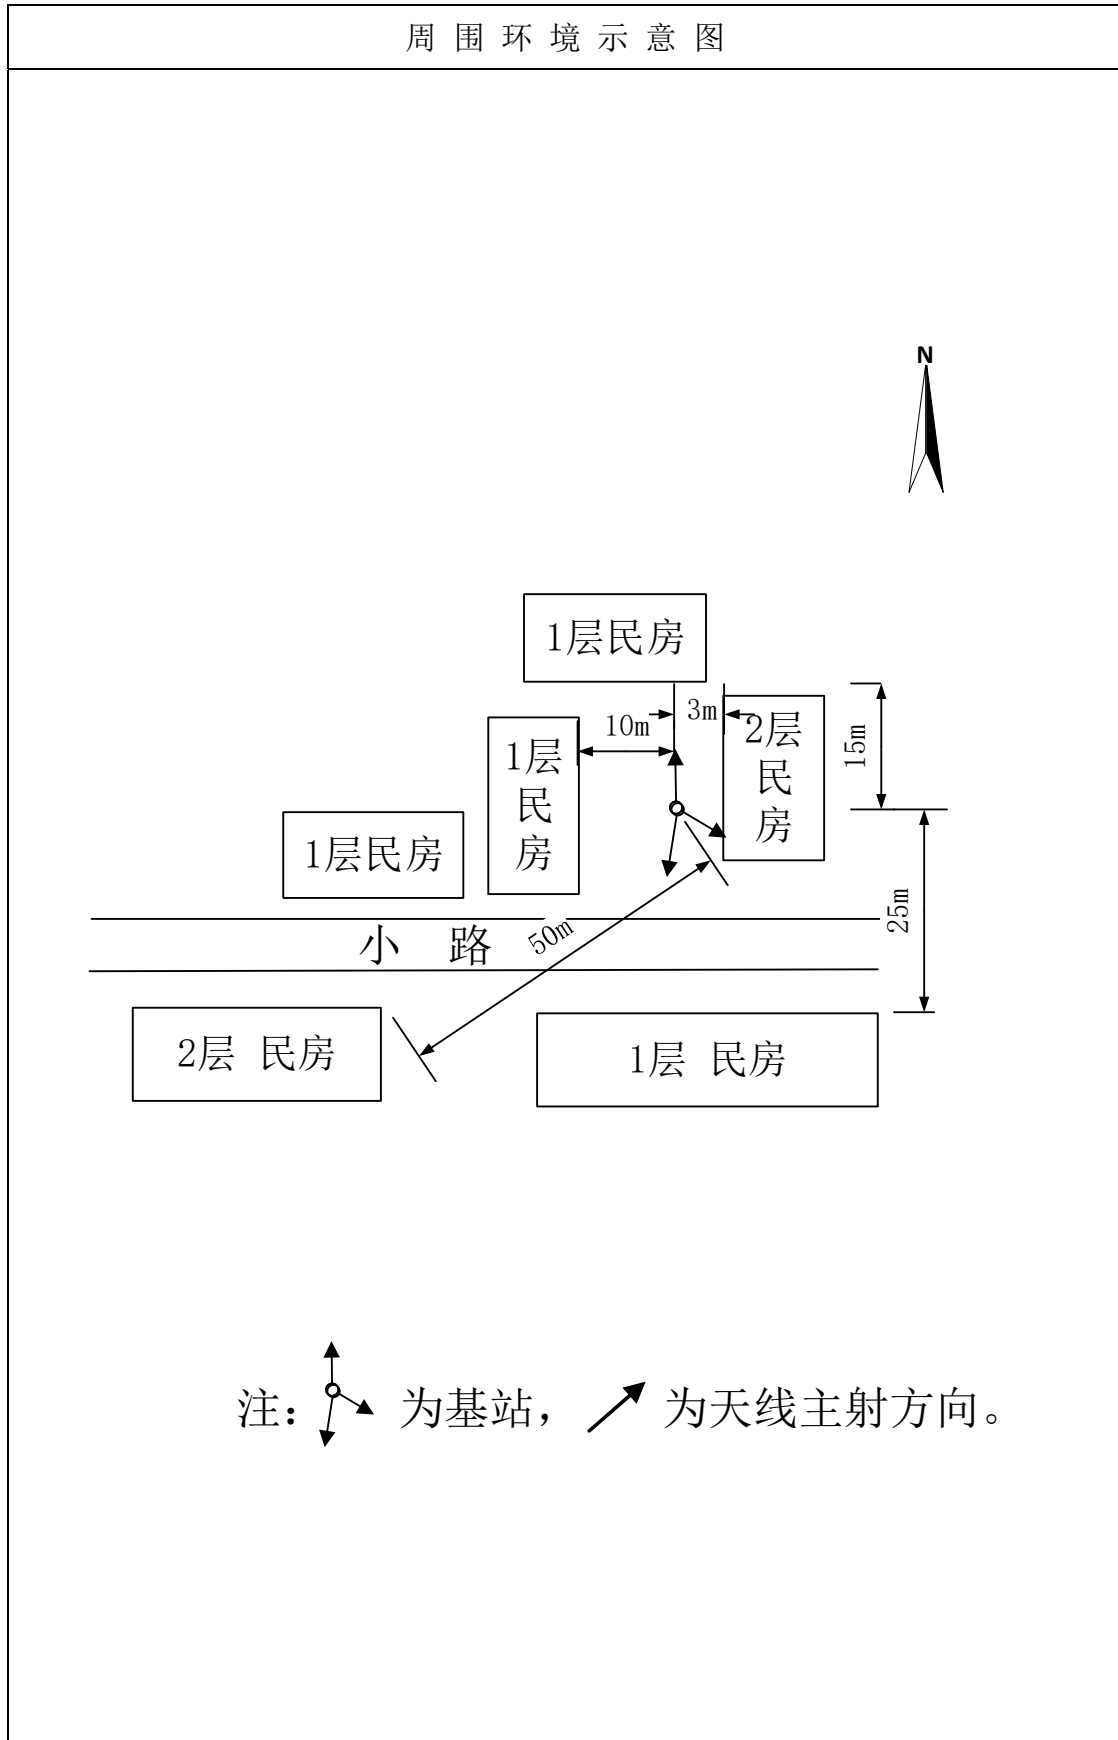 周围环境示意图
N
1层民房
10m
3m
15m
1层民房
2层民房
1层民房
25m
小 路
50m
2层 民房
1层 民房
注: 为基站, 为天线主射方向。